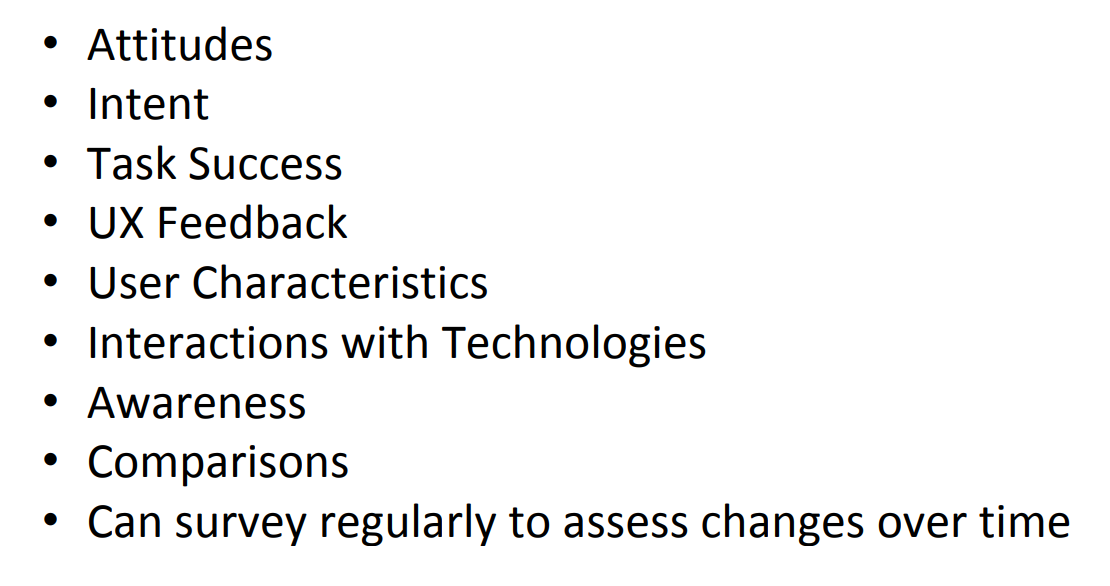 • Attitudes
• Intent
• Task Success
• UX Feedback
• User Characteristics
• Interactions with Technologies
• Awareness
• Comparisons
• Can survey regularly to assess changes over time